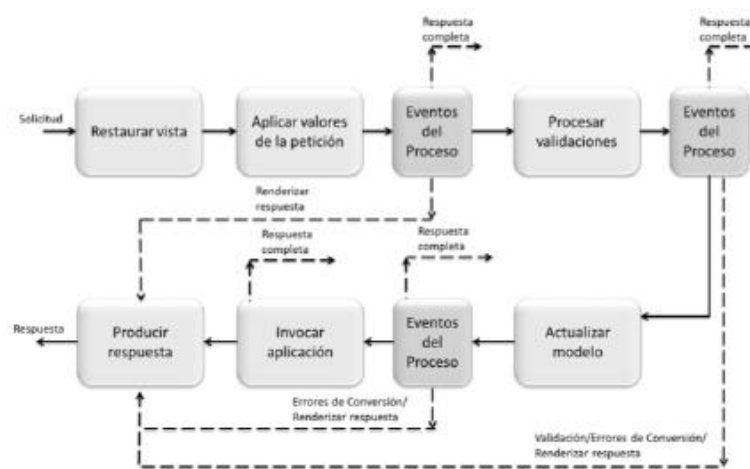 Respuesta
completa
Respuesta
completa
Solicitud
Restaurar vista
Aplicar valores
de la petición
Eventos
del
Proceso
Procesar
validaciones
Eventos
del
Proceso
Renderizar
respuesta
Respuesta
completa
Respuesta
completa
Respuesta
Producir
respuesta
Invocar
aplicación
Eventos
del
Proceso
Actualizar
modelo
Errores de Conversión/
Renderizar respuesta
Validación/Errores de Conversión/
Renderizar respuesta